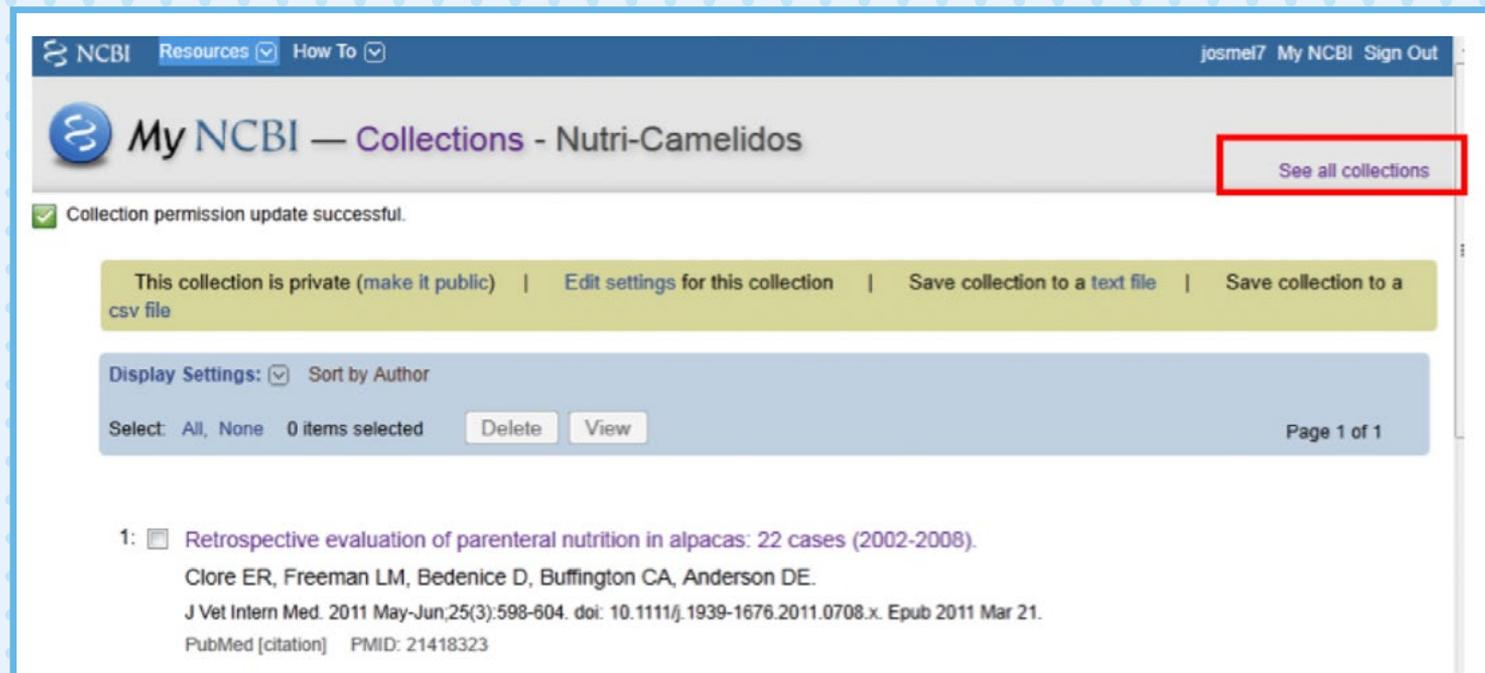 NCBI Resources How To josmel7 My NCBI Sign Out
My NCBI — Collections - Nutri-Camelidos
See all collections
Collection permission update successful.
This collection is private (make it public) | Edit settings for this collection | Save collection to a text file | Save collection to a
csv file
Display Settings: Sort by Author
Select: All, None 0 items selected Delete View Page 1 of 1
1: Retrospective evaluation of parenteral nutrition in alpacas: 22 cases (2002-2008).
Clore ER, Freeman LM, Bedenice D, Buffington CA, Anderson DE.
J Vet Intern Med. 2011 May-Jun;25(3):598-604. doi: 10.1111/j.1939-1676.2011.0708.x. Epub 2011 Mar 21.
PubMed [citation] PMID: 21418323